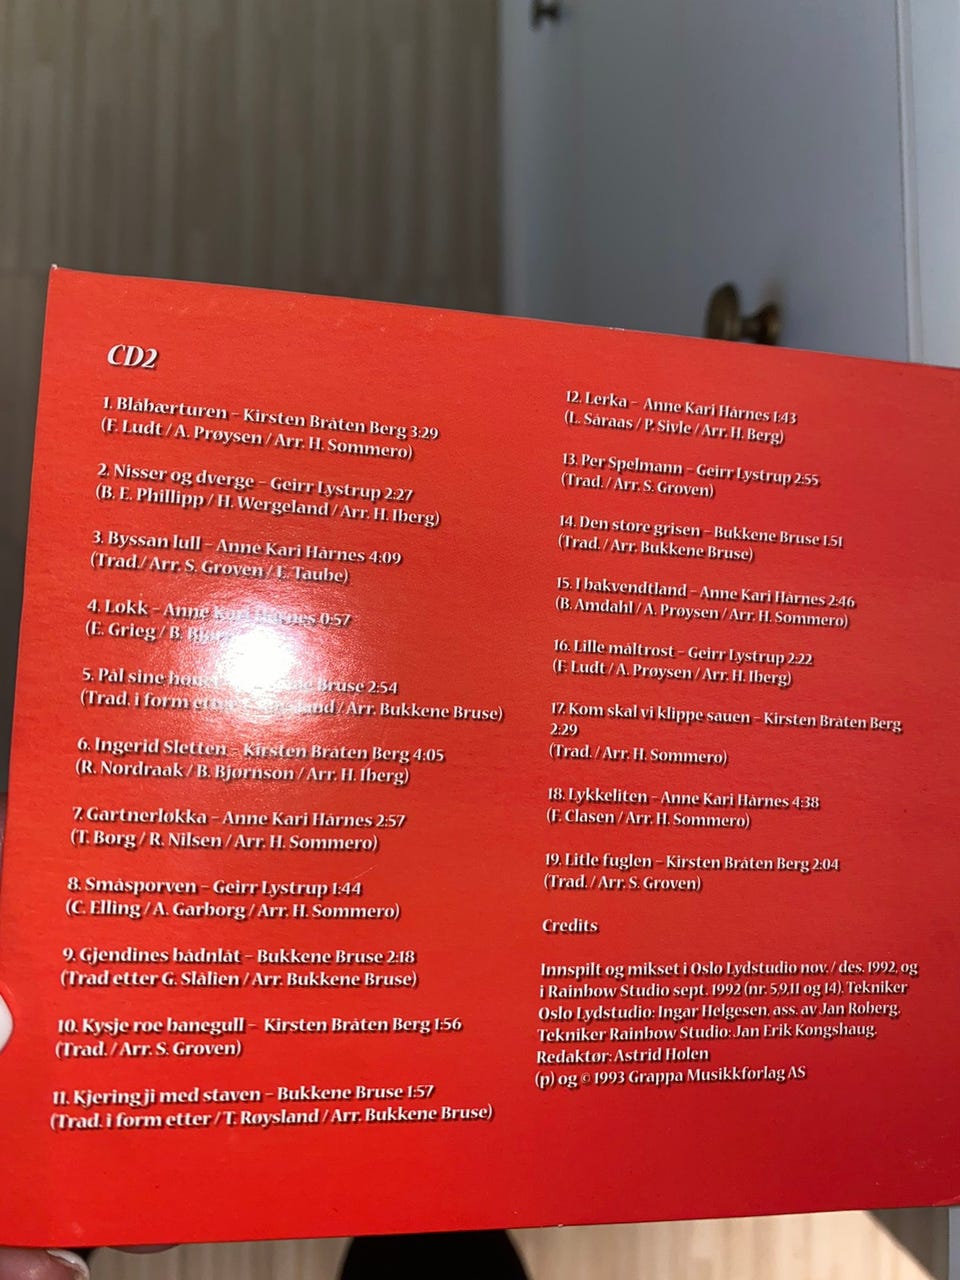 CD2
1. Blåbærturen – Kirsten Bråten Berg 3:29
(F. Ludt / A. Prøysen / Arr. H. Sommero)
2. Nisser og dverge – Geirr Lystrup 2:27
(B. E. Phillipp / H. Wergeland / Arr. H. Iberg)
3. Byssan lull – Anne Kari Hårnes 4:09
(Trad./ Arr. S. Groven / E. Taube)
4. Lokk – Anne Kari Hårnes 0:57
(E. Grieg / B.
5. Pål sine Bruse 2:54
(Trad. i form etter / Arr. Bukkene Bruse)
6. Ingerid Sletten – Kirsten Bråten Berg 4:05
(R. Nordraak / B. Bjørnson / Arr. H. Iberg)
7. Gartnerløkka – Anne Kari Hårnes 2:57
(T. Borg / R. Nilsen / Arr. H. Sommero)
8. Småsporven – Geirr Lystrup 1:44
(C. Elling / A. Garborg / Arr. H. Sommero)
9. Gjendines bådnlåt – Bukkene Bruse 2:18
(Trad etter G. Slålien / Arr. Bukkene Bruse)
10. Kysje roe banegull – Kirsten Bråten Berg 1:56
(Trad. / Arr. S. Groven)
11. Kjeringji med staven – Bukkene Bruse 1:57
(Trad. i form etter / T. Røysland / Arr. Bukkene Bruse)
12. Lerka – Anne Kari Hårnes 1:43
(L. Såraas / P. Sivle / Arr. H. Berg)
13. Per Spelmann – Geirr Lystrup 2:55
(Trad. / Arr. S. Groven)
14. Den store grisen – Bukkene Bruse 1.51
(Trad. / Arr. Bukkene Bruse)
15. I bakvendtland – Anne Kari Hårnes 2:46
(B. Amdahl / A. Prøysen / Arr. H. Sommero)
16. Lille måltrost – Geirr Lystrup 2:22
(F. Ludt / A. Prøysen / Arr. H. Iberg)
17. Kom skal vi klippe sauen – Kirsten Bråten Berg
2:29
(Trad. / Arr. H. Sommero)
18. Lykkeliten – Anne Kari Hårnes 4:38
(F. Clasen / Arr. H. Sommero)
19. Litle fuglen – Kirsten Bråten Berg 2:04
(Trad. / Arr. S. Groven)
Credits
Innspilt og mikset i Oslo Lydstudio nov. / des. 1992, og
i Rainbow Studio sept. 1992 (nr. 5,9,11 og 14). Tekniker
Oslo Lydstudio: Ingar Helgesen, ass. av Jan Roberg.
Tekniker Rainbow Studio: Jan Erik Kongshaug.
Redaktør: Astrid Holen
(p) og © 1993 Grappa Musikkforlag AS